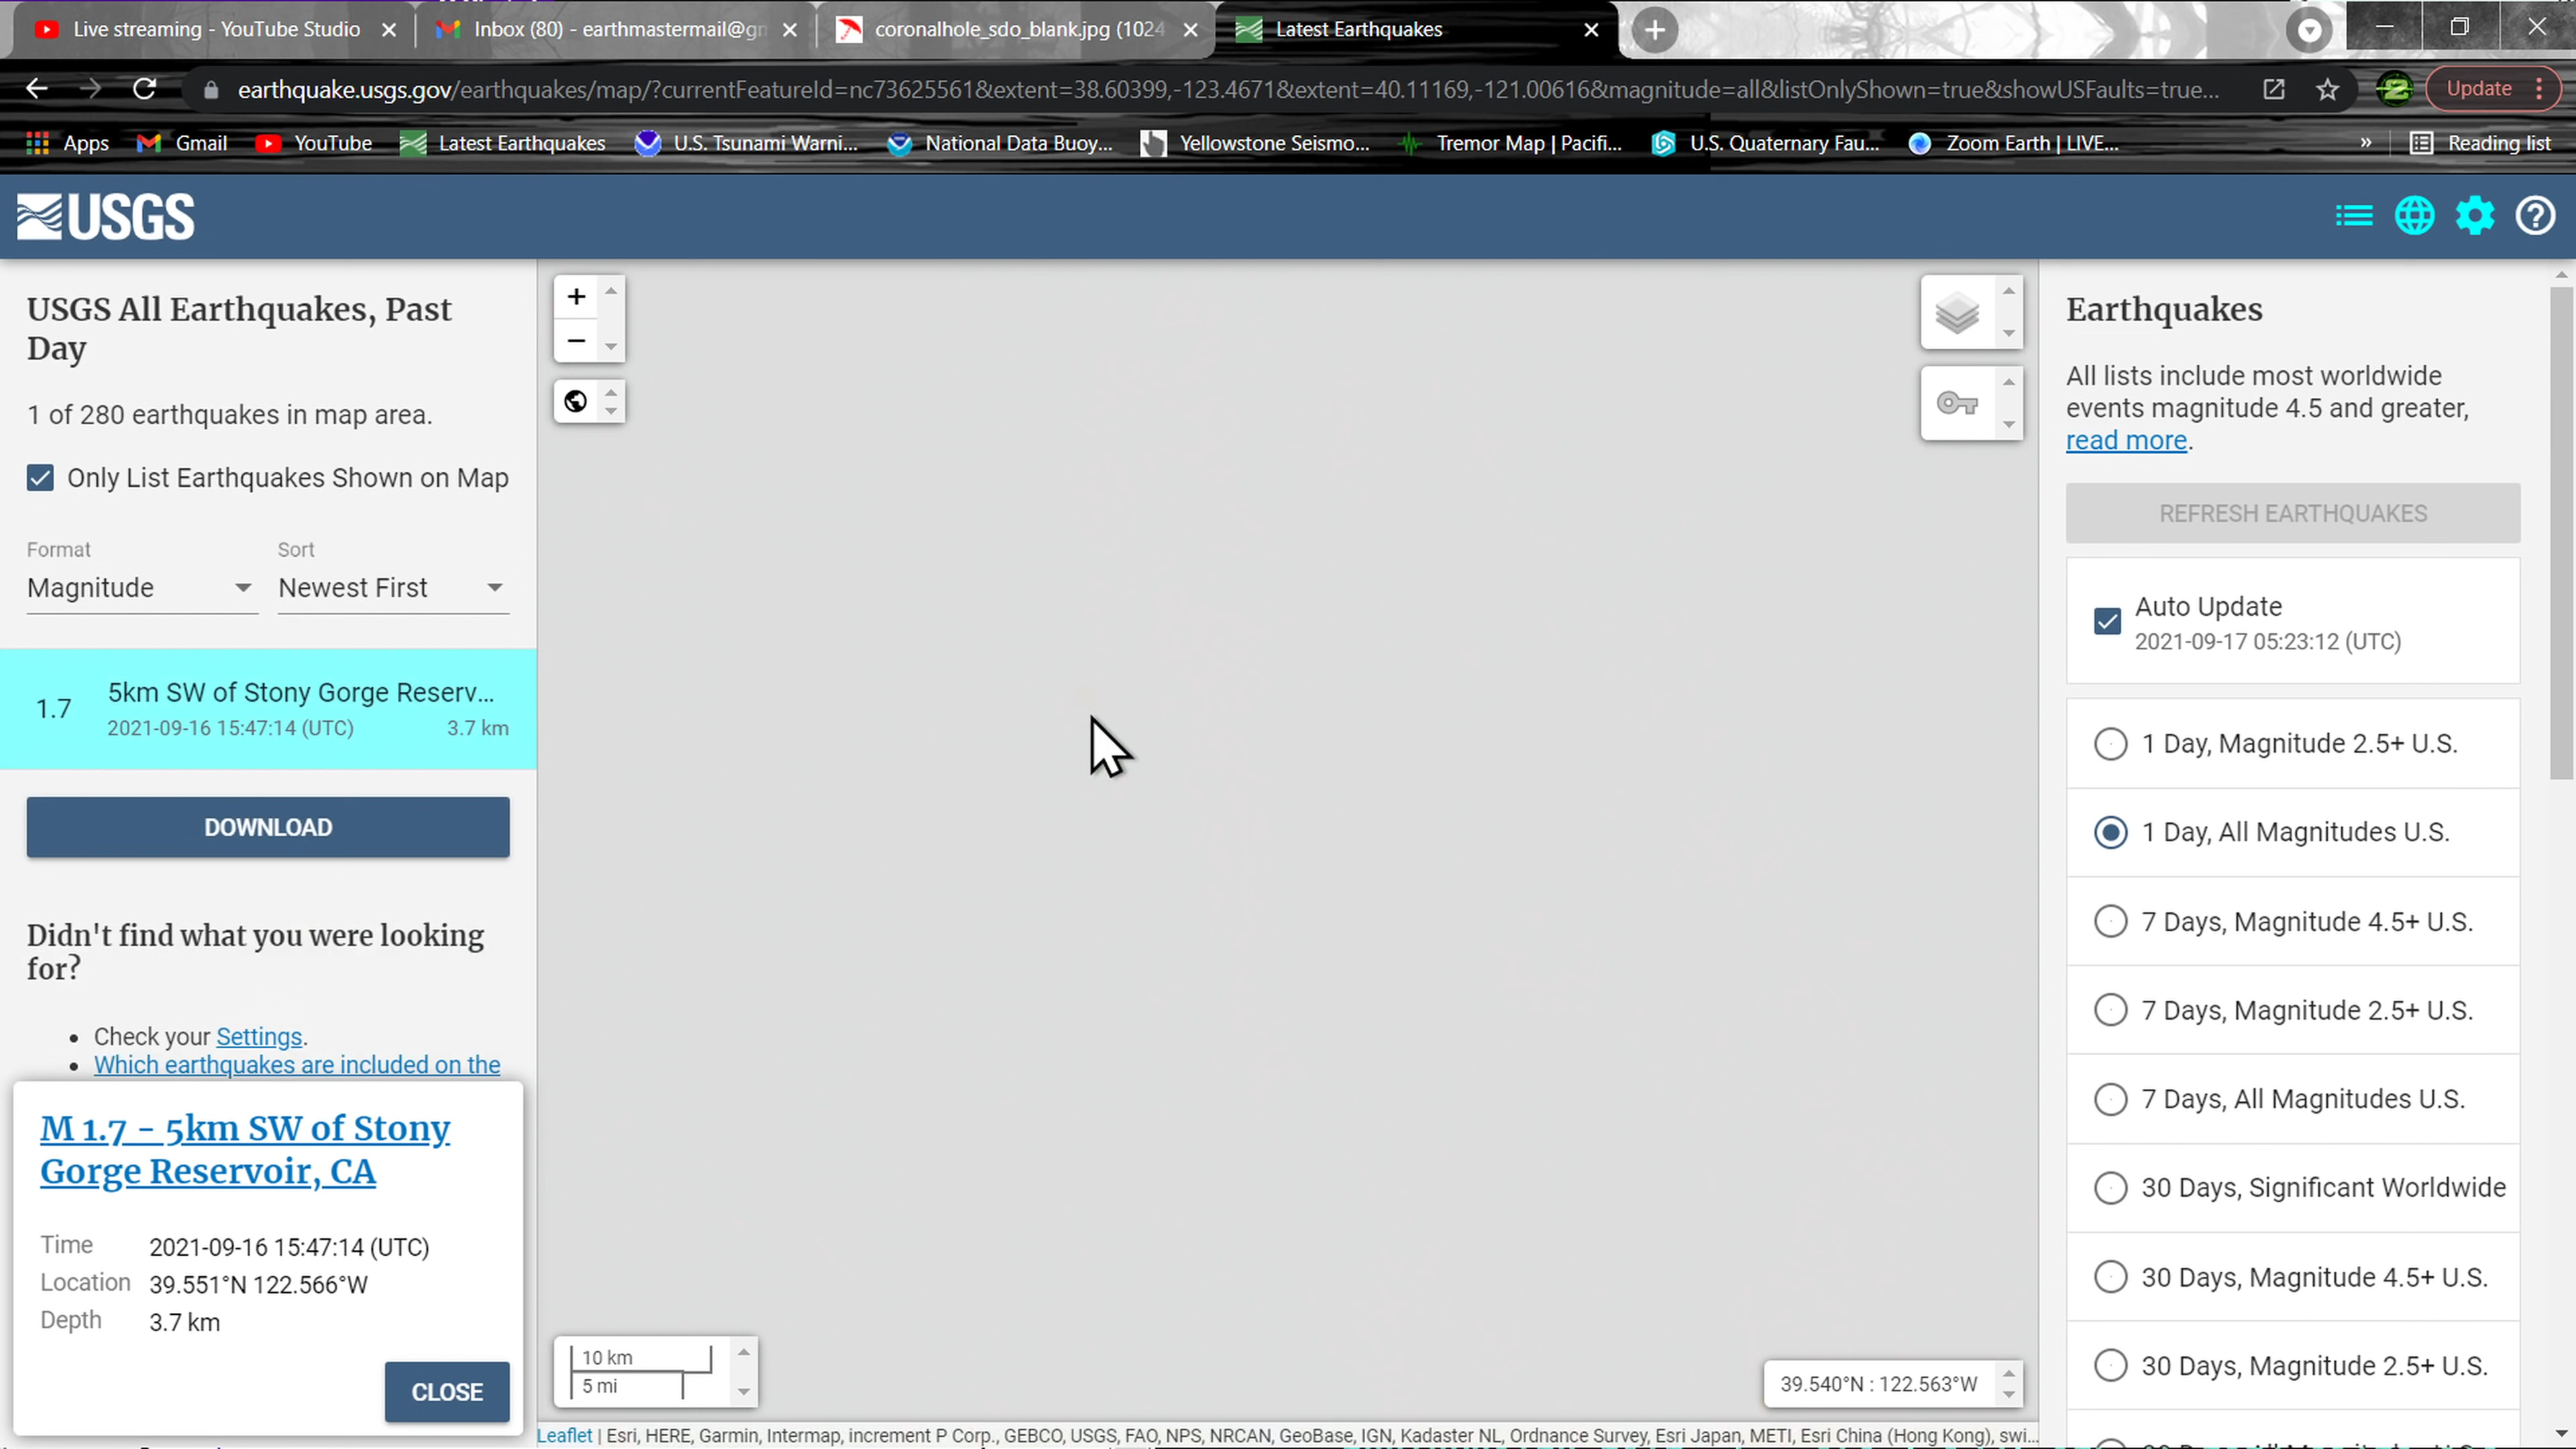 Live streaming - YouTube Studio
Inbox (80) - earthmastermail@gm
coronalhole_sdo_blank.jpg (1024
Latest Earthquakes
earthquake.usgs.gov/earthquakes/map/?currentFeatureId=nc73625561&extent=38.60399,-123.4671&extent=40.11169,-121.00616&magnitude=all&listOnlyShown=true&showUSFaults=true...
Update
Apps
Gmail
YouTube
Latest Earthquakes
U.S. Tsunami Warni...
National Data Buoy...
Yellowstone Seismo...
Tremor Map | Pacifi...
U.S. Quaternary Fau...
Zoom Earth | LIVE...
»
Reading list
USGS
USGS All Earthquakes, Past
Day
1 of 280 earthquakes in map area.
Only List Earthquakes Shown on Map
Format
Sort
Magnitude
Newest First
1.7
5km SW of Stony Gorge Reserv...
2021-09-16 15:47:14 (UTC)
3.7 km
DOWNLOAD
Didn't find what you were looking
for?
• Check your Settings.
• Which earthquakes are included on the
M 1.7 - 5km SW of Stony
Gorge Reservoir, CA
Time 2021-09-16 15:47:14 (UTC)
Location 39.551°N 122.566°W
Depth 3.7 km
CLOSE
+
−
10 km
5 mi
39.540°N : 122.563°W
Leaflet | Esri, HERE, Garmin, Intermap, increment P Corp., GEBCO, USGS, FAO, NPS, NRCAN, GeoBase, IGN, Kadaster NL, Ordnance Survey, Esri Japan, METI, Esri China (Hong Kong), swi...
Earthquakes
All lists include most worldwide
events magnitude 4.5 and greater,
read more.
REFRESH EARTHQUAKES
Auto Update
2021-09-17 05:23:12 (UTC)
1 Day, Magnitude 2.5+ U.S.
1 Day, All Magnitudes U.S.
7 Days, Magnitude 4.5+ U.S.
7 Days, Magnitude 2.5+ U.S.
7 Days, All Magnitudes U.S.
30 Days, Significant Worldwide
30 Days, Magnitude 4.5+ U.S.
30 Days, Magnitude 2.5+ U.S.